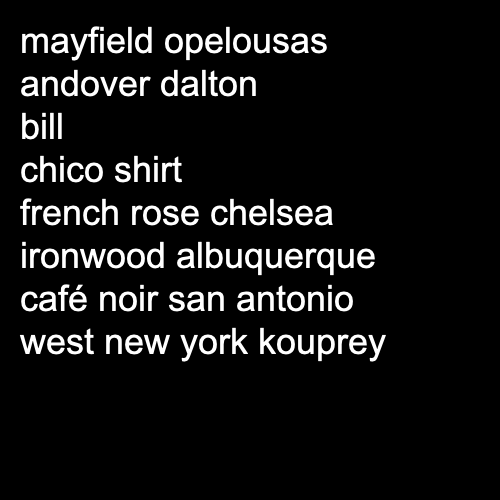 mayfield opelousas
andover dalton
bill
chico shirt
french rose chelsea
ironwood albuquerque
café noir san antonio
west new york kouprey